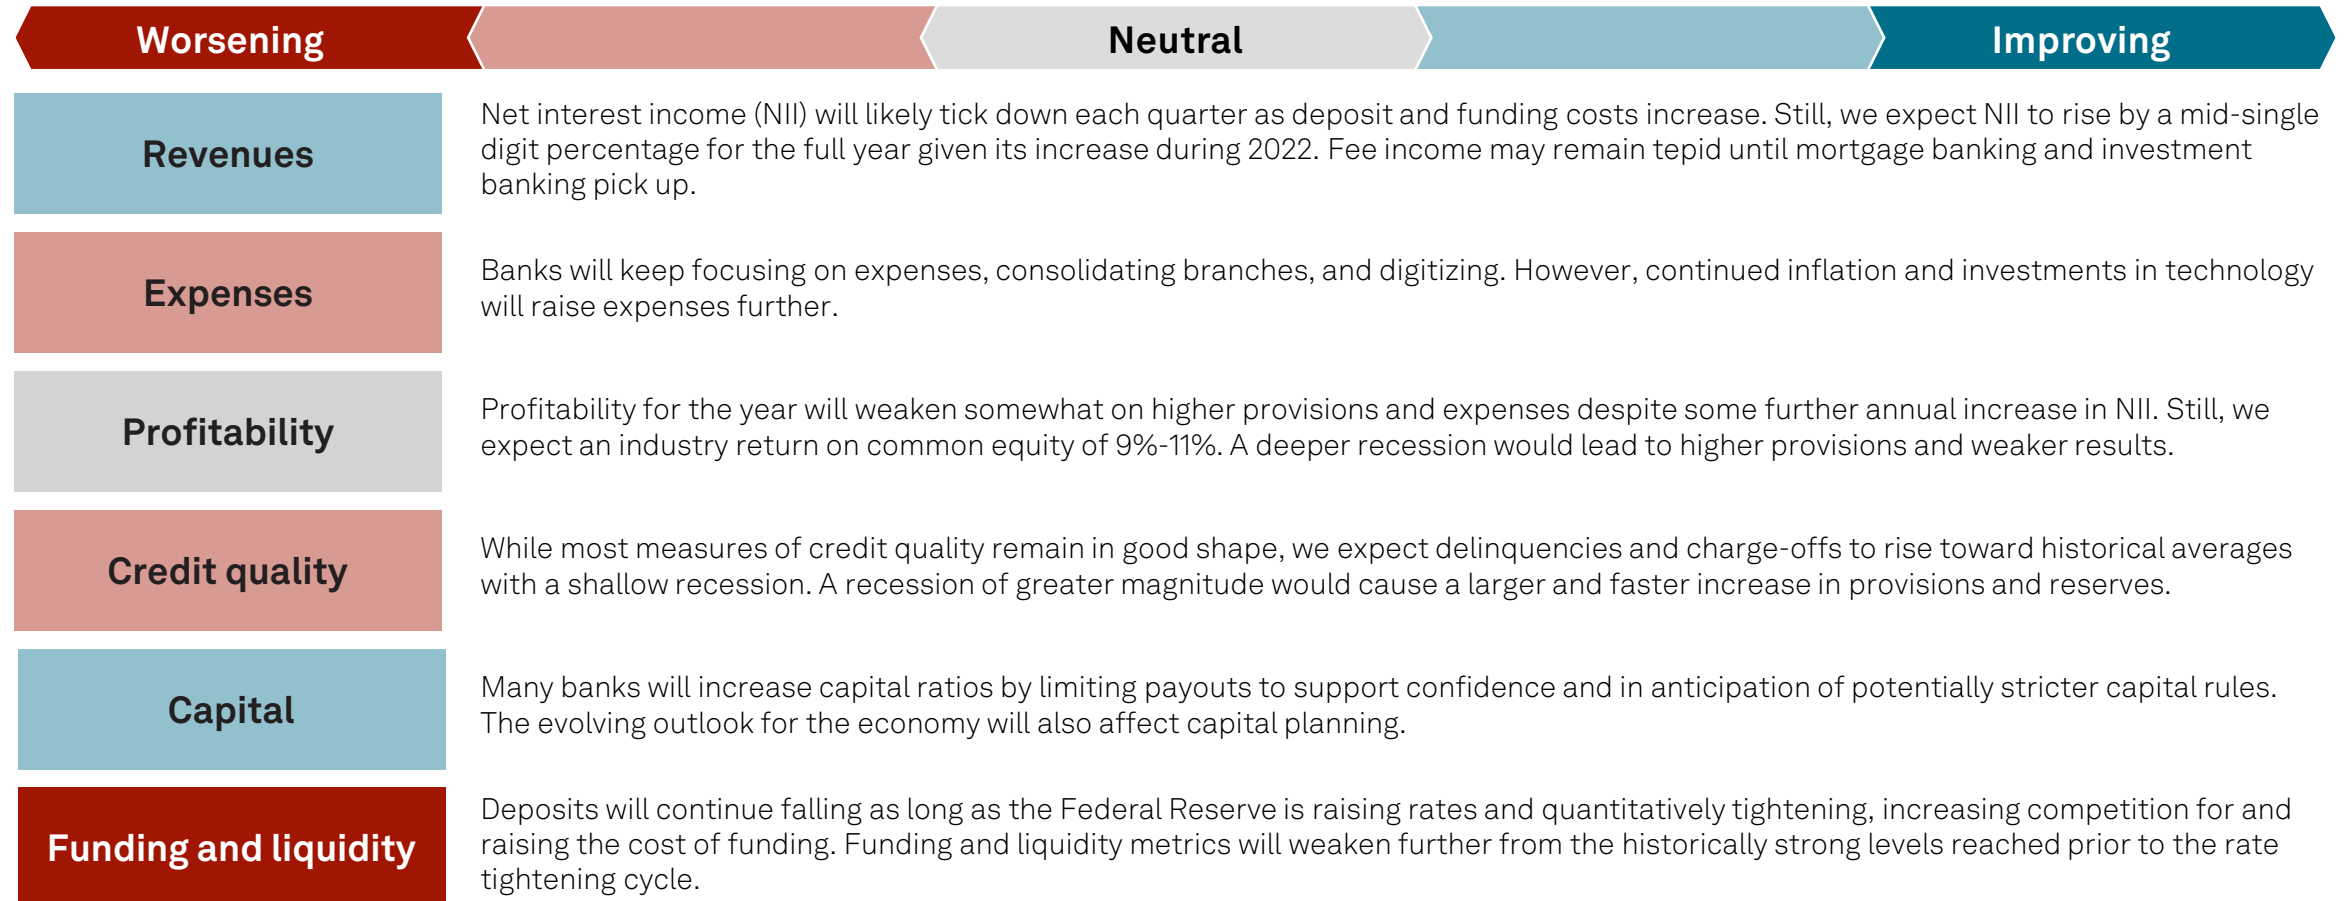 Worsening
Neutral
Improving
Revenues
Net interest income (NII) will likely tick down each quarter as deposit and funding costs increase. Still, we expect NII to rise by a mid-single
digit percentage for the full year given its increase during 2022. Fee income may remain tepid until mortgage banking and investment
banking pick up.
Expenses
Banks will keep focusing on expenses, consolidating branches, and digitizing. However, continued inflation and investments in technology
will raise expenses further.
Profitability
Profitability for the year will weaken somewhat on higher provisions and expenses despite some further annual increase in NII. Still, we
expect an industry return on common equity of 9%-11%. A deeper recession would lead to higher provisions and weaker results.
Credit quality
While most measures of credit quality remain in good shape, we expect delinquencies and charge-offs to rise toward historical averages
with a shallow recession. A recession of greater magnitude would cause a larger and faster increase in provisions and reserves.
Capital
Many banks will increase capital ratios by limiting payouts to support confidence and in anticipation of potentially stricter capital rules.
The evolving outlook for the economy will also affect capital planning.
Funding and liquidity
Deposits will continue falling as long as the Federal Reserve is raising rates and quantitatively tightening, increasing competition for and
raising the cost of funding. Funding and liquidity metrics will weaken further from the historically strong levels reached prior to the rate
tightening cycle.